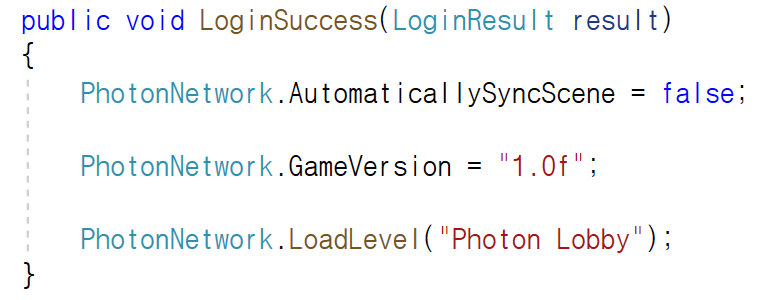 public void LoginSuccess(LoginResult result)
{
PhotonNetwork.AutomaticallySyncScene = false;
PhotonNetwork.GameVersion = "1.0f";
PhotonNetwork.LoadLevel("Photon Lobby");
}